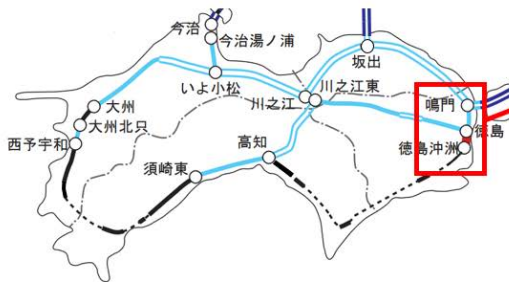 今治
今治湯ノ浦
坂出
いよ小松
川之江東
川之江
鳴門
大州
大州北只
徳島
西予宇和
高知
徳島沖洲
須崎東